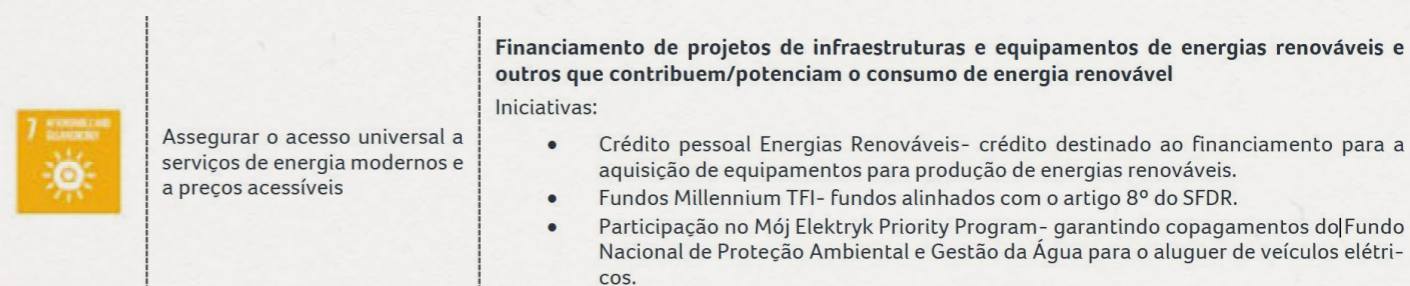 7
Assegurar o acesso universal a
serviços de energia modernos e
a preços acessíveis
Financiamento de projetos de infraestruturas e equipamentos de energias renováveis e
outros que contribuem/potenciam o consumo de energia renovável
Iniciativas:
• Crédito pessoal Energias Renováveis- crédito destinado ao financiamento para a
aquisição de equipamentos para produção de energias renováveis.
• Fundos Millennium TFI- fundos alinhados com o artigo 8º do SFDR.
• Participação no Mój Elektryk Priority Program- garantindo copagamentos do|Fundo
Nacional de Proteção Ambiental e Gestão da Água para o aluguer de veículos elétri-
cos.